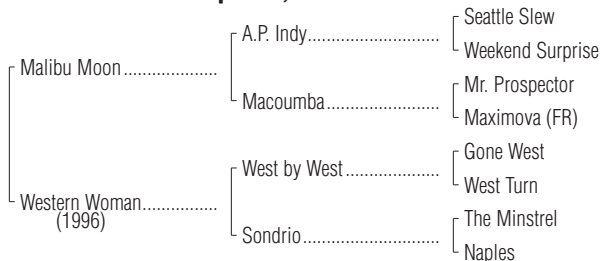 Seattle Slew
A.P. Indy
Weekend Surprise
Malibu Moon
Mr. Prospector
Macoumba
Maximova (FR)
Gone West
West by West
West Turn
Western Woman
(1996)
The Minstrel
Sondrio
Naples